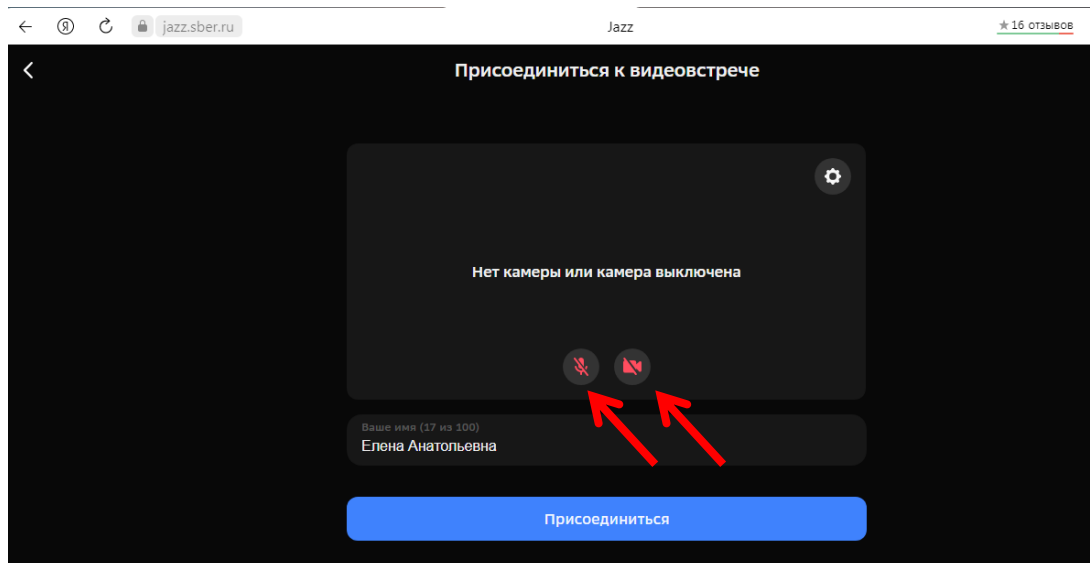 jazz.sber.ru
Jazz
★ 16 отзывов
Присоединиться к видеовстрече
Нет камеры или камера выключена
Ваше имя (17 из 100)
Елена Анатольевна
Присоединиться